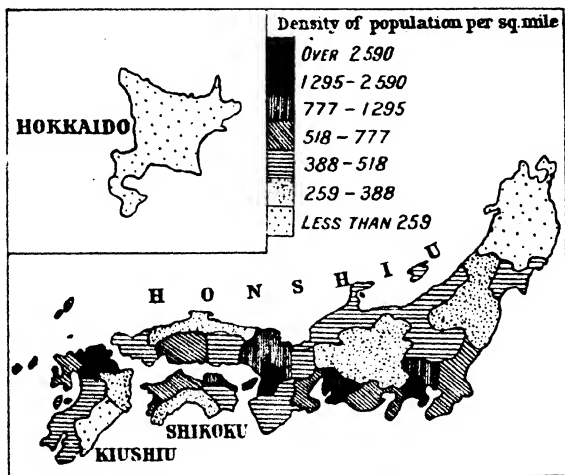 Density of population per sq.mile
OVER 2590
1295-2590
777-1295
518-777
388-518
259-388
LESS THAN 259
HOKKAIDO
HONSHIU
SHIKOKU
KIUSHIU